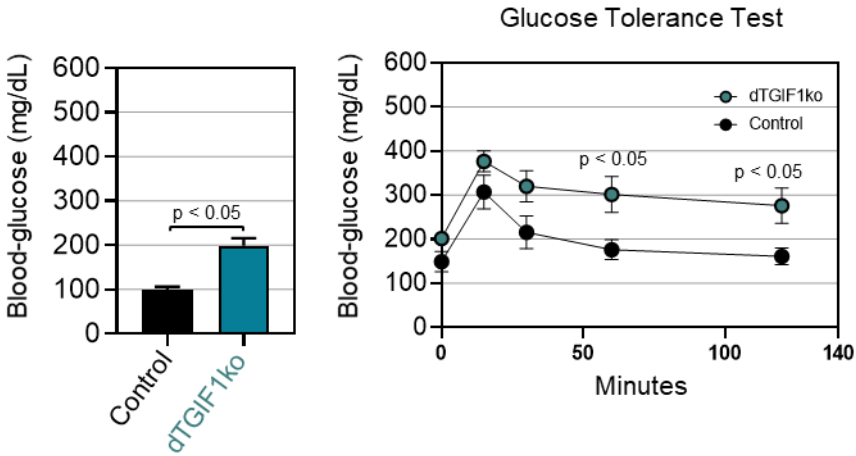 Glucose Tolerance Test
Blood-glucose (mg/dL)
600
500
400
300
200
100
0
p < 0.05
Control
dTGIF1ko
Blood-glucose (mg/dL)
600
500
400
300
200
100
0
dTGIF1ko
Control
p < 0.05
p < 0.05
0 50 100 140
Minutes